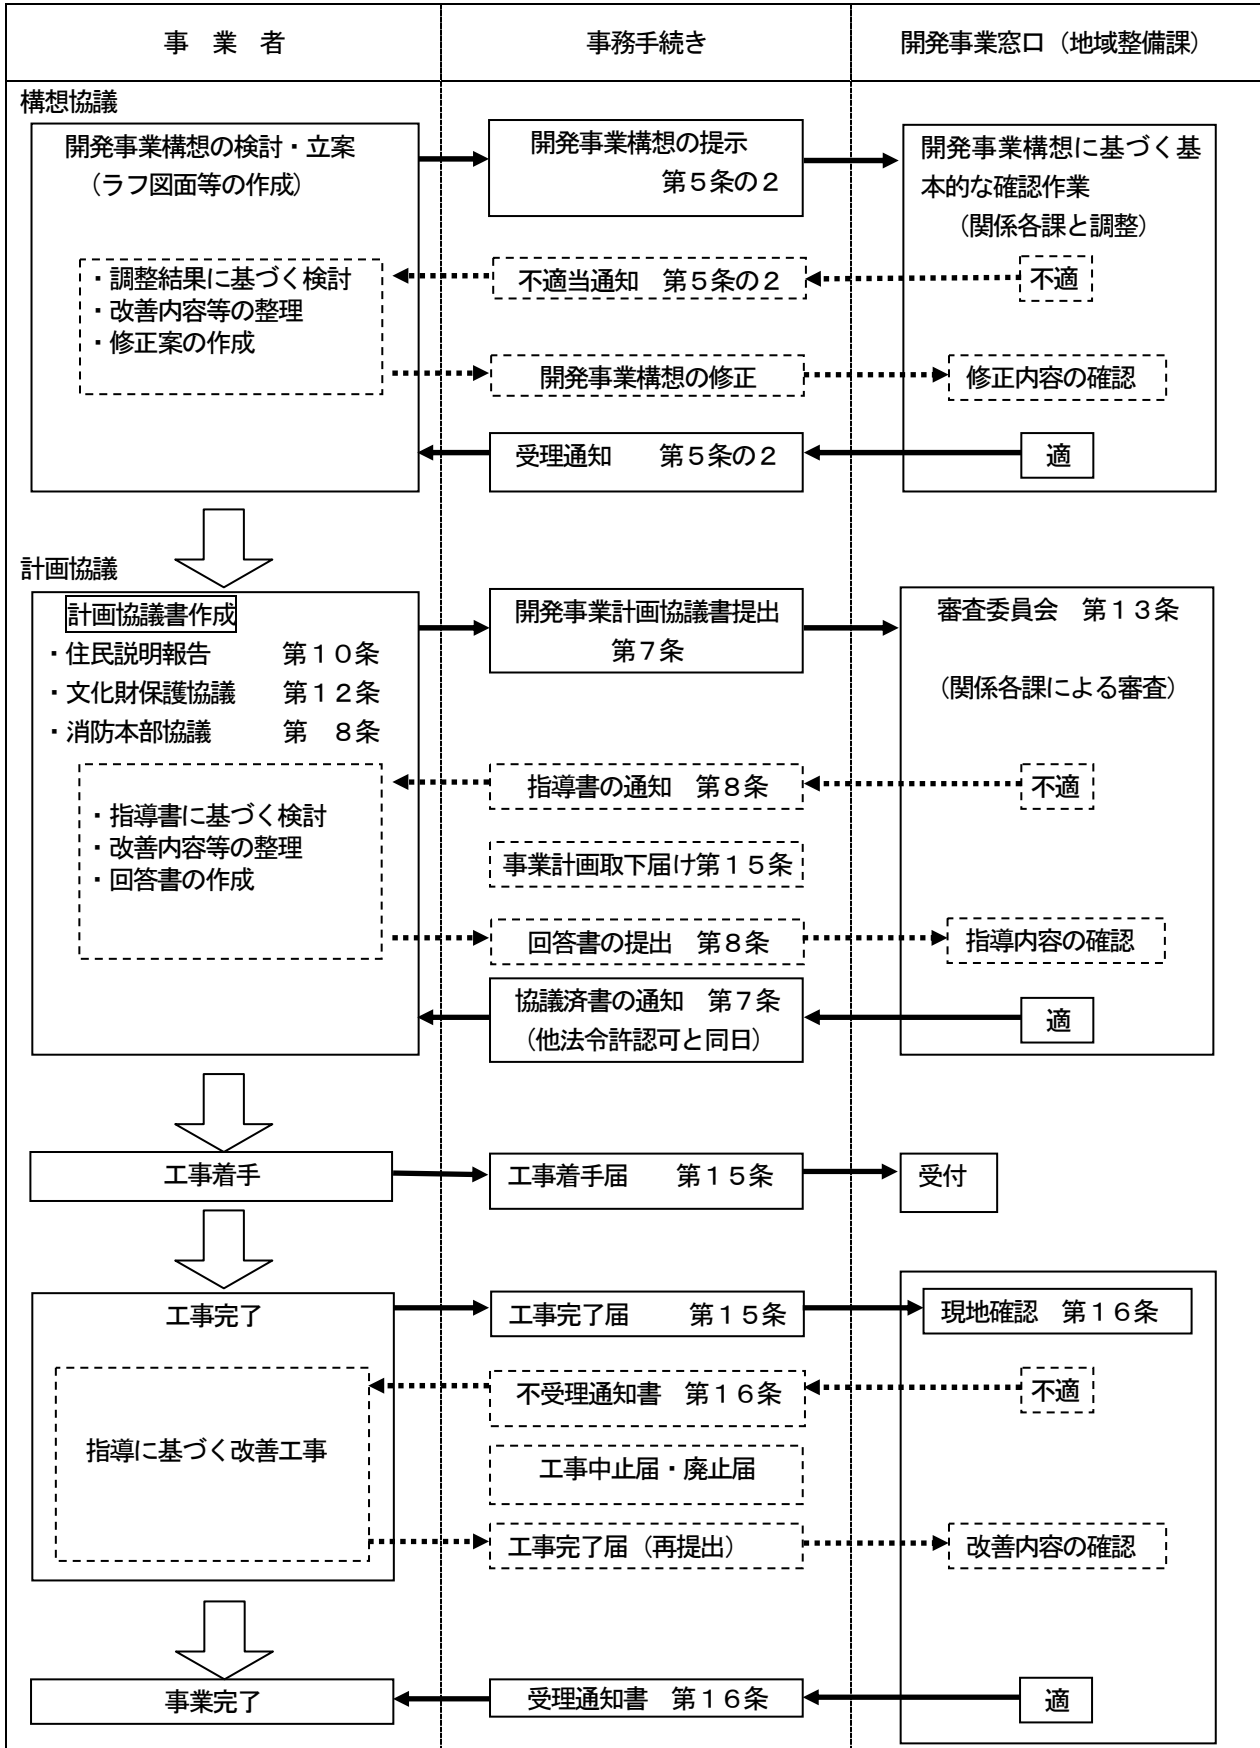 事　業　者
事務手続き
開発事業窓口（地域整備課）
構想協議
開発事業構想の検討・立案
（ラフ図面等の作成）
開発事業構想の提示
第５条の２
開発事業構想に基づく基
本的な確認作業
（関係各課と調整）
・調整結果に基づく検討
・改善内容等の整理
・修正案の作成
不適当通知　第５条の２
不適
開発事業構想の修正
修正内容の確認
受理通知　　第５条の２
適
計画協議
計画協議書作成
・住民説明報告　　　第１０条
・文化財保護協議　　第１２条
・消防本部協議　　　第　８条
開発事業計画協議書提出
第７条
審査委員会　第１３条
（関係各課による審査）
・指導書に基づく検討
・改善内容等の整理
・回答書の作成
指導書の通知　第８条
不適
事業計画取下届け第１５条
回答書の提出　第８条
指導内容の確認
協議済書の通知　第７条
（他法令許認可と同日）
適
工事着手
工事着手届　　第１５条
受付
工事完了
工事完了届　　　第１５条
現地確認　第１６条
不受理通知書　第１６条
不適
指導に基づく改善工事
工事中止届・廃止届
工事完了届（再提出）
改善内容の確認
事業完了
受理通知書　第１６条
適